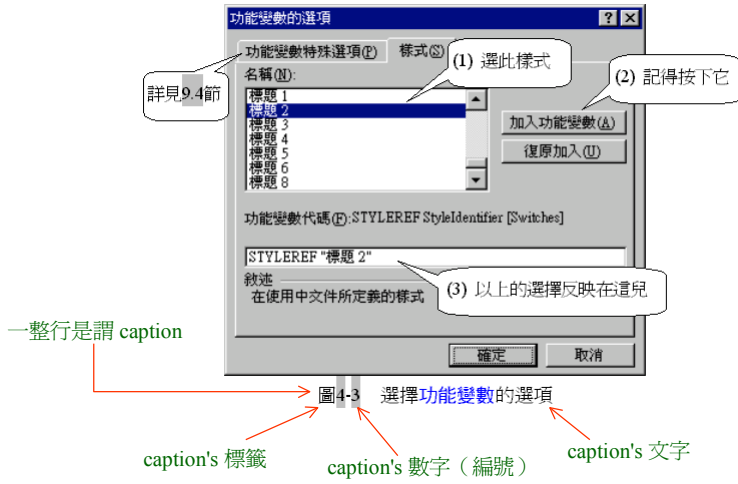 功能變數的選項
功能變數特殊選項(P)
樣式(S)
(1) 選此樣式
名稱(N):
詳見9.4節
(2) 記得按下它
標題 1
標題 2
標題 3
標題 4
標題 5
標題 6
標題 8
加入功能變數(A)
復原加入(U)
功能變數代碼(F):STYLEREF StyleIdentifier [Switches]
STYLEREF "標題 2"
敘述
在使用中文件所定義的樣式
(3) 以上的選擇反映在這兒
一整行是謂 caption
確定
取消
圖4-3 選擇功能變數的選項
caption's 標籤
caption's 數字（編號）
caption's 文字